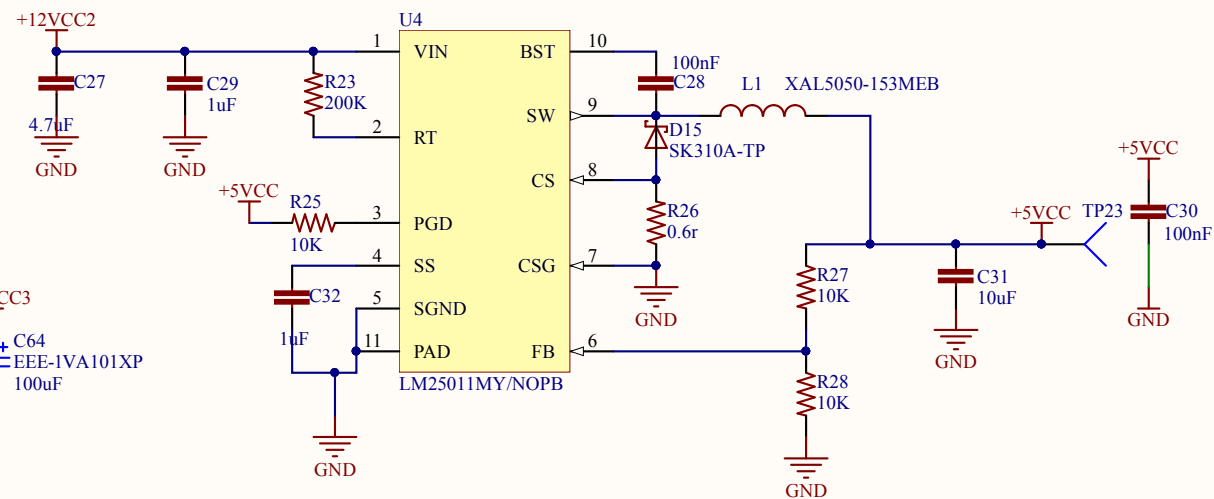 +12VCC2
C27
4.7uF
GND
C29
1uF
GND
R23
200K
U4
1
VIN
2
RT
3
PGD
4
SS
5
SGND
11
PAD
BST
10
SW
9
CS
8
CSG
7
FB
6
LM25011MY/NOPB
+5VCC
R25
10K
C32
1uF
GND
CC3
+
C64
EEE-1VA101XP
100uF
100nF
C28
L1
XAL5050-153MEB
D15
SK310A-TP
R26
0.6r
GND
R27
10K
R28
10K
GND
C31
10uF
GND
+5VCC
TP23
+5VCC
C30
100nF
GND